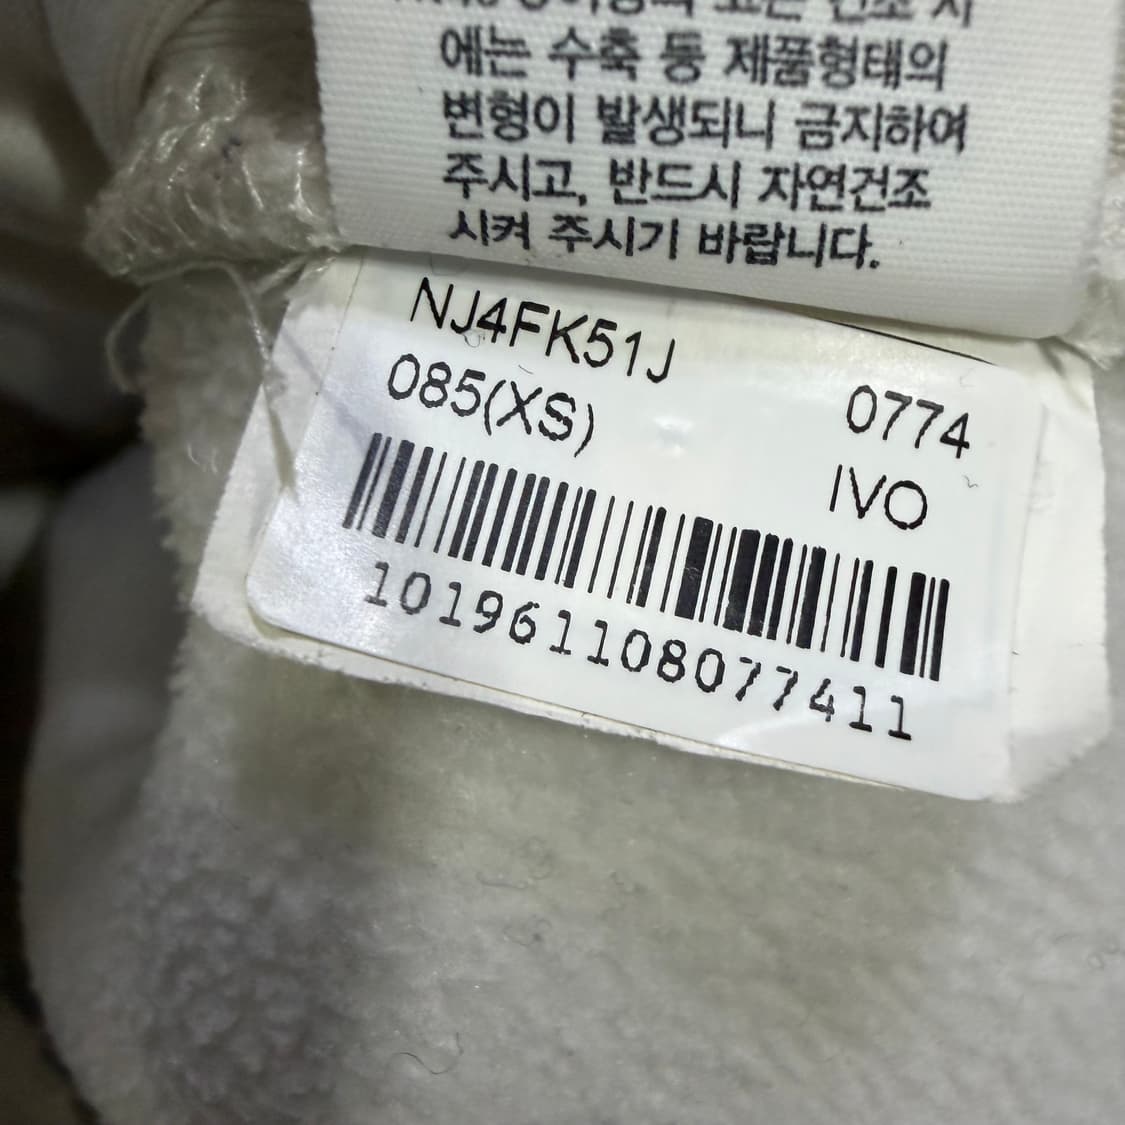 에는 수축 등 제품형태의
변형이 발생되니 금지하여
주시고, 반드시 자연건조
시켜 주시기 바랍니다.
NJ4FK51J
085(XS) 0774
IVO
101961108077411